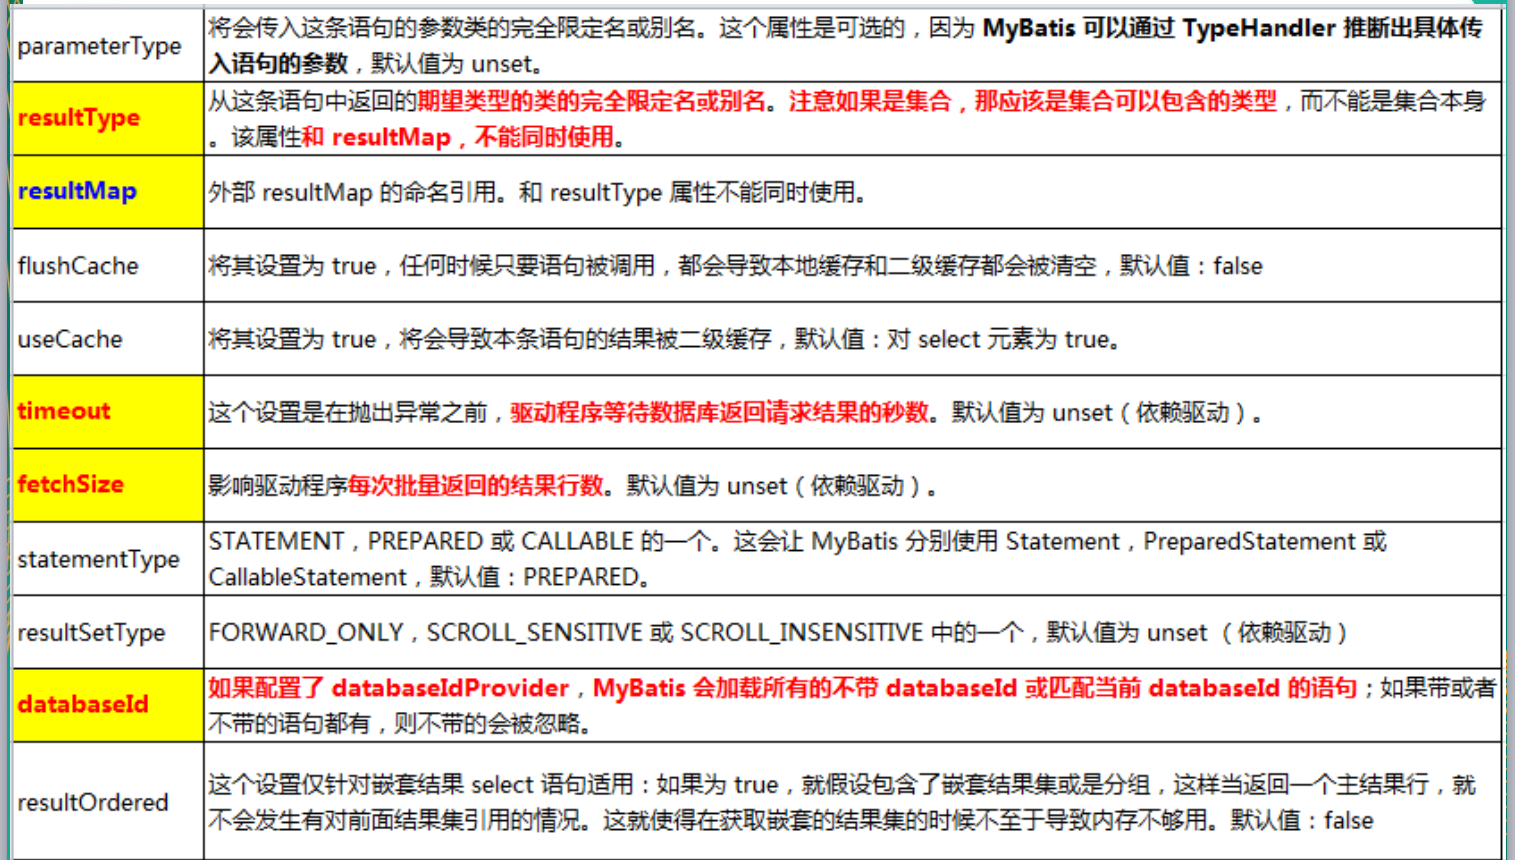 parameterType
将会传入这条语句的参数类的完全限定名或别名。这个属性是可选的，因为 MyBatis 可以通过 TypeHandler 推断出具体传
入语句的参数，默认值为 unset。
resultType
从这条语句中返回的期望类型的类的完全限定名或别名。注意如果是集合，那应该是集合可以包含的类型，而不能是集合本身
。该属性和 resultMap，不能同时使用。
resultMap
外部 resultMap 的命名引用。和 resultType 属性不能同时使用。
flushCache
将其设置为 true，任何时候只要语句被调用，都会导致本地缓存和二级缓存都会被清空，默认值：false
useCache
将其设置为 true，将会导致本条语句的结果被二级缓存，默认值：对 select 元素为 true。
timeout
这个设置是在抛出异常之前，驱动程序等待数据库返回请求结果的秒数。默认值为 unset（依赖驱动）。
fetchSize
影响驱动程序每次批量返回的结果行数。默认值为 unset（依赖驱动）。
statementType
STATEMENT，PREPARED 或 CALLABLE 的一个。这会让 MyBatis 分别使用 Statement，PreparedStatement 或
CallableStatement，默认值：PREPARED。
resultSetType
FORWARD_ONLY，SCROLL_SENSITIVE 或 SCROLL_INSENSITIVE 中的一个，默认值为 unset （依赖驱动）
databaseId
如果配置了 databaseIdProvider，MyBatis 会加载所有的不带 databaseId 或匹配当前 databaseId 的语句；如果带或者
不带的语句都有，则不带的会被忽略。
resultOrdered
这个设置仅针对嵌套结果 select 语句适用：如果为 true，就假设包含了嵌套结果集或是分组，这样当返回一个主结果行，就
不会发生有对前面结果集引用的情况。这就使得在获取嵌套的结果集的时候不至于导致内存不够用。默认值：false